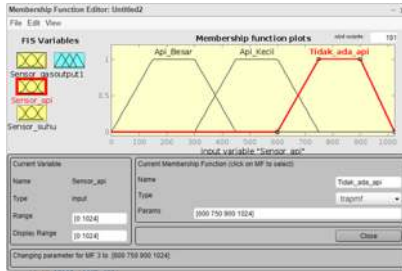 Membership Function Editor: Untitled2
File Edit View
FIS Variables
Membership function plots
plot points:
181
Api_Besar
Api_Kecil
Tidak_ada_api
Sensor_gas
output1
Sensor_api
Sensor_suhu
1
0.5
0
0 100 200 300 400 500 600 700 800 900 1000
input variable "Sensor_api"
Current Variable
Name
Sensor_api
Type
input
Range
[0 1024]
Display Range
[0 1024]
Current Membership Function (click on MF to select)
Name
Tidak_ada_api
Type
trapmf
Params
[600 750 900 1024]
Close
Changing parameter for MF 3 to [600 750 900 1024]